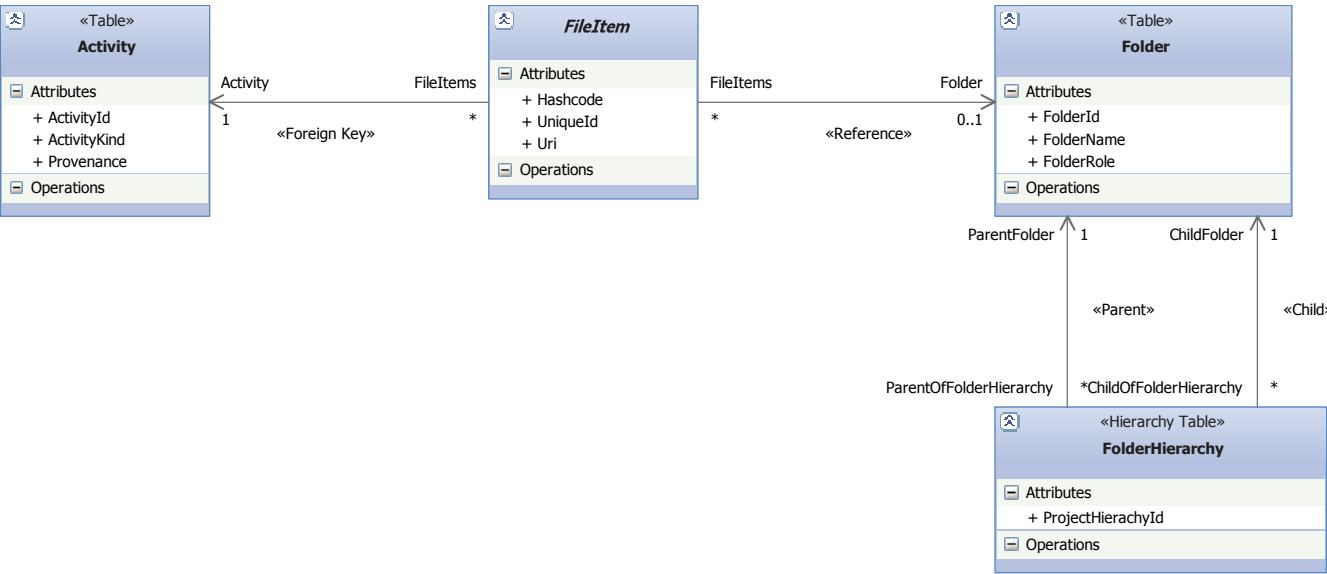 «Table»
Activity
Attributes
+ ActivityId
+ ActivityKind
+ Provenance
Operations
Activity
FileItems
1
*
«Foreign Key»
FileItem
Attributes
+ Hashcode
+ UniqueId
+ Uri
Operations
FileItems
Folder
*
0..1
«Reference»
«Table»
Folder
Attributes
+ FolderId
+ FolderName
+ FolderRole
Operations
ParentFolder
1
ChildFolder
1
«Parent»
«Child»
ParentOfFolderHierarchy
*
ChildOfFolderHierarchy
*
«Hierarchy Table»
FolderHierarchy
Attributes
+ ProjectHierachyId
Operations